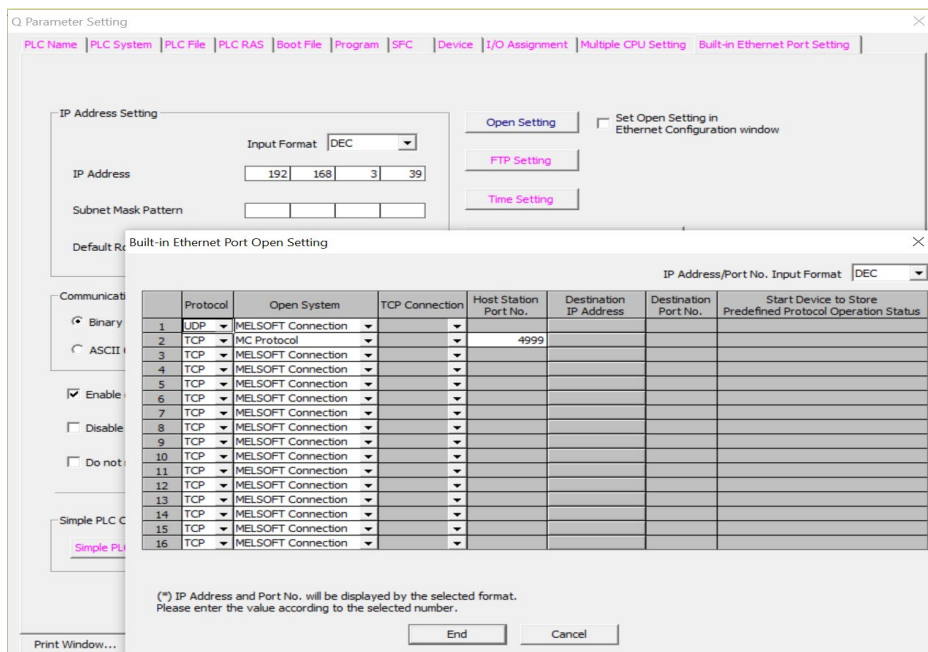 Q Parameter Setting
PLC Name PLC System PLC File PLC RAS Boot File Program SFC Device I/O Assignment Multiple CPU Setting Built-in Ethernet Port Setting
IP Address Setting
Input Format DEC
IP Address 192 168 3 39
Subnet Mask Pattern
Open Setting
Set Open Setting in
Ethernet Configuration window
FTP Setting
Time Setting
Default
Communicati
Binary
ASCII
Enable
Disable
Do not
Simple PLC
Simple
Print Window...
Built-in Ethernet Port Open Setting
IP Address/Port No. Input Format DEC
Protocol Open System TCP Connection Host Station Port No. Destination IP Address Destination Port No. Start Device to Store Predefined Protocol Operation Status
1 UDP MELSOFT Connection
2 TCP MC Protocol 4999
3 TCP MELSOFT Connection
4 TCP MELSOFT Connection
5 TCP MELSOFT Connection
6 TCP MELSOFT Connection
7 TCP MELSOFT Connection
8 TCP MELSOFT Connection
9 TCP MELSOFT Connection
10 TCP MELSOFT Connection
11 TCP MELSOFT Connection
12 TCP MELSOFT Connection
13 TCP MELSOFT Connection
14 TCP MELSOFT Connection
15 TCP MELSOFT Connection
16 TCP MELSOFT Connection
(*) IP Address and Port No. will be displayed by the selected format.
Please enter the value according to the selected number.
End Cancel